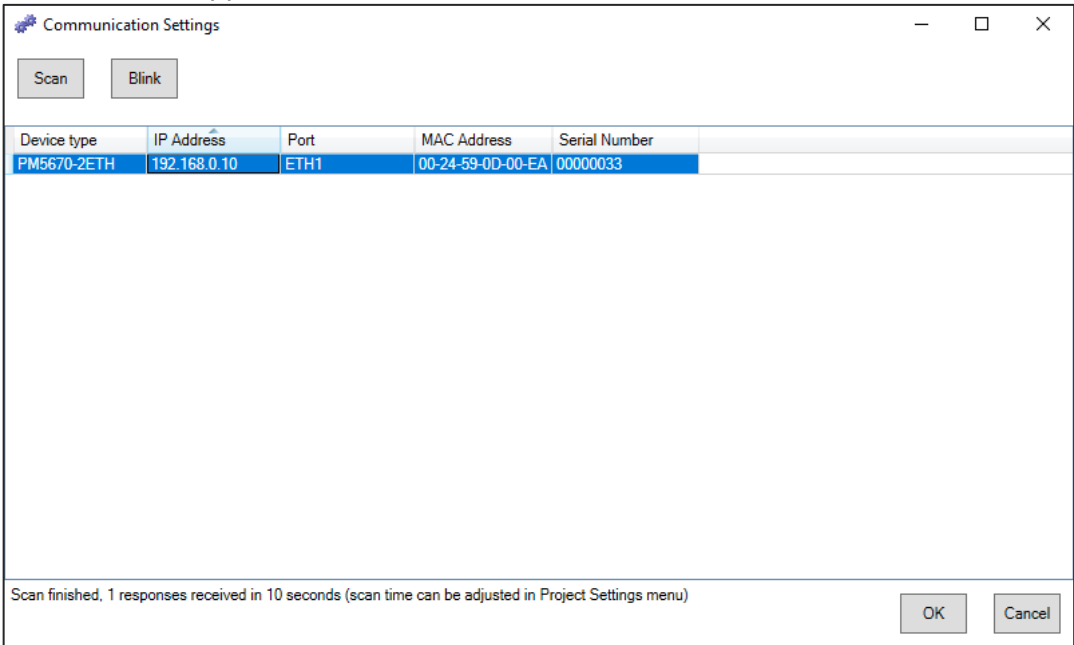 Communication Settings
Scan Blink
Device type IP Address Port MAC Address Serial Number
PM5670-2ETH 192.168.0.10 ETH1 00-24-59-0D-00-EA 00000033
Scan finished, 1 responses received in 10 seconds (scan time can be adjusted in Project Settings menu)
OK Cancel